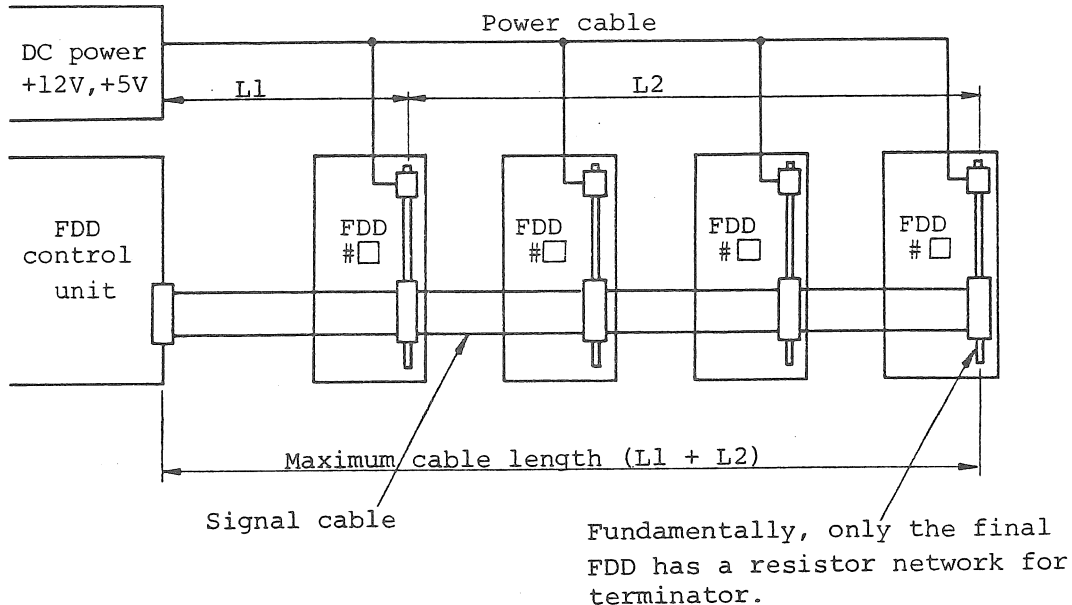 Power cable
DC power
+12V,+5V
L1
L2
FDD
control
unit
FDD
#□
FDD
#□
FDD
#□
FDD
#□
Maximum cable length (L1 + L2)
Signal cable
Fundamentally, only the final
FDD has a resistor network for
terminator.